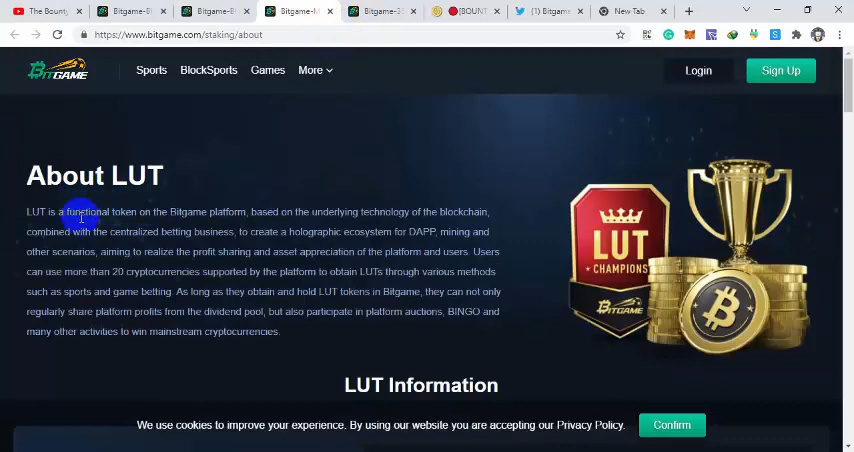 The Bounty
Bitgame-Bl
Bitgame-Bl
Bitgame-M
Bitgame-30
[BOUNT
(1) Bitgame
New Tab
https://www.bitgame.com/staking/about
BITGAME
Sports
BlockSports
Games
More
Login
Sign Up
About LUT
LUT is a functional token on the Bitgame platform, based on the underlying technology of the blockchain,
combined with the centralized betting business, to create a holographic ecosystem for DAPP, mining and
other scenarios, aiming to realize the profit sharing and asset appreciation of the platform and users. Users
can use more than 20 cryptocurrencies supported by the platform to obtain LUTs through various methods
such as sports and game betting. As long as they obtain and hold LUT tokens in Bitgame, they can not only
regularly share platform profits from the dividend pool, but also participate in platform auctions, BINGO and
many other activities to win mainstream cryptocurrencies.
LUT
CHAMPIONS
BITGAME
BITGAME
LUT Information
We use cookies to improve your experience. By using our website you are accepting our Privacy Policy.
Confirm